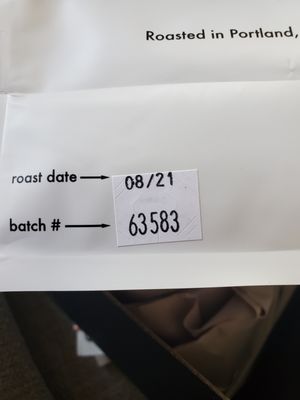 Roasted in Portland,
roast date 08/21
batch # 63583